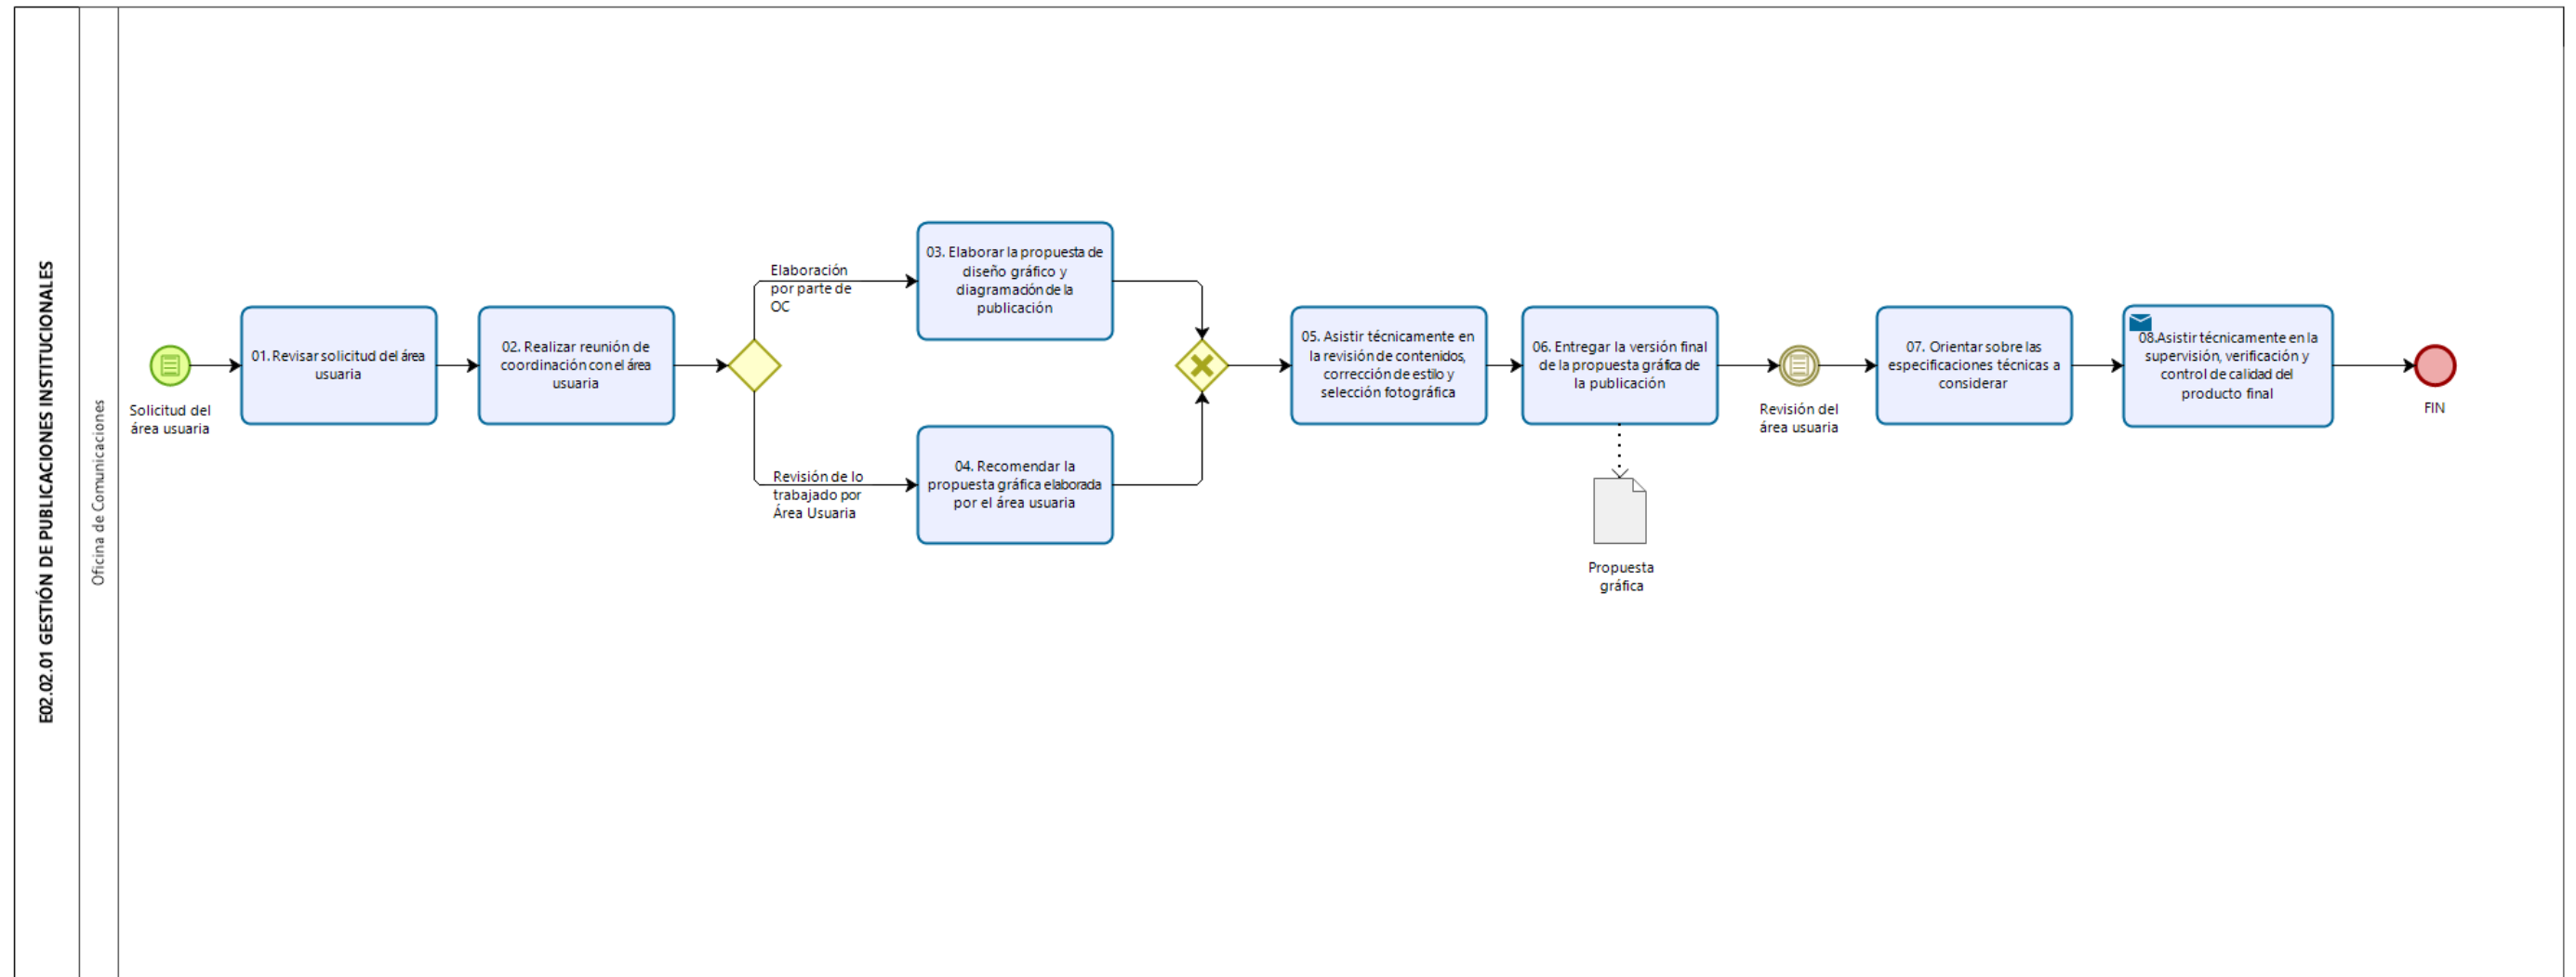 E02.02.01 GESTIÓN DE PUBLICACIONES INSTITUCIONALES
Oficina de Comunicaciones
Solicitud del
área usuaria
01. Revisar solicitud del área
usuaria
02. Realizar reunión de
coordinación con el área
usuaria
Elaboración
por parte de
OC
03. Elaborar la propuesta de
diseño gráfico y
diagramación de la
publicación
Revisión de lo
trabajado por
Área Usuaria
04. Recomendar la
propuesta gráfica elaborada
por el área usuaria
05. Asistir técnicamente en
la revisión de contenidos,
corrección de estilo y
selección fotográfica
06. Entregar la versión final
de la propuesta gráfica de
la publicación
Propuesta
gráfica
Revisión del
área usuaria
07. Orientar sobre las
especificaciones técnicas a
considerar
08.Asistir técnicamente en la
supervisión, verificación y
control de calidad del
producto final
FIN